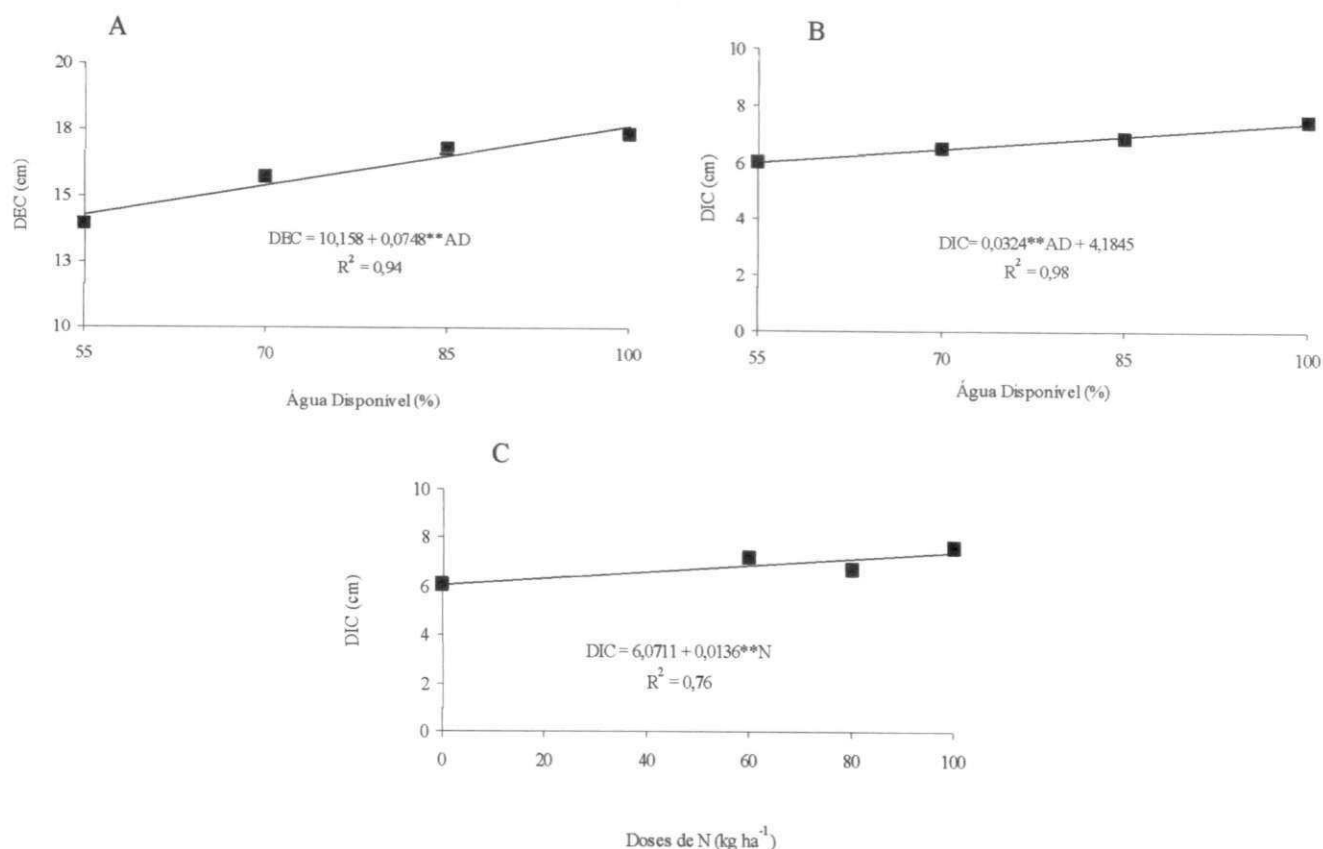 A
20
18
15
13
10
DEC (cm)
DEC = 10,158 + 0,0748**AD
R² = 0,94
55 70 85 100
Água Disponível (%)
B
10
8
6
4
2
0
DIC (cm)
DIC= 0,0324**AD + 4,1845
R² = 0,98
55 70 85 100
Água Disponível (%)
C
10
8
6
4
2
0
DIC (cm)
DIC = 6,0711 + 0,0136**N
R² = 0,76
0 20 40 60 80 100
Doses de N (kg ha⁻¹)